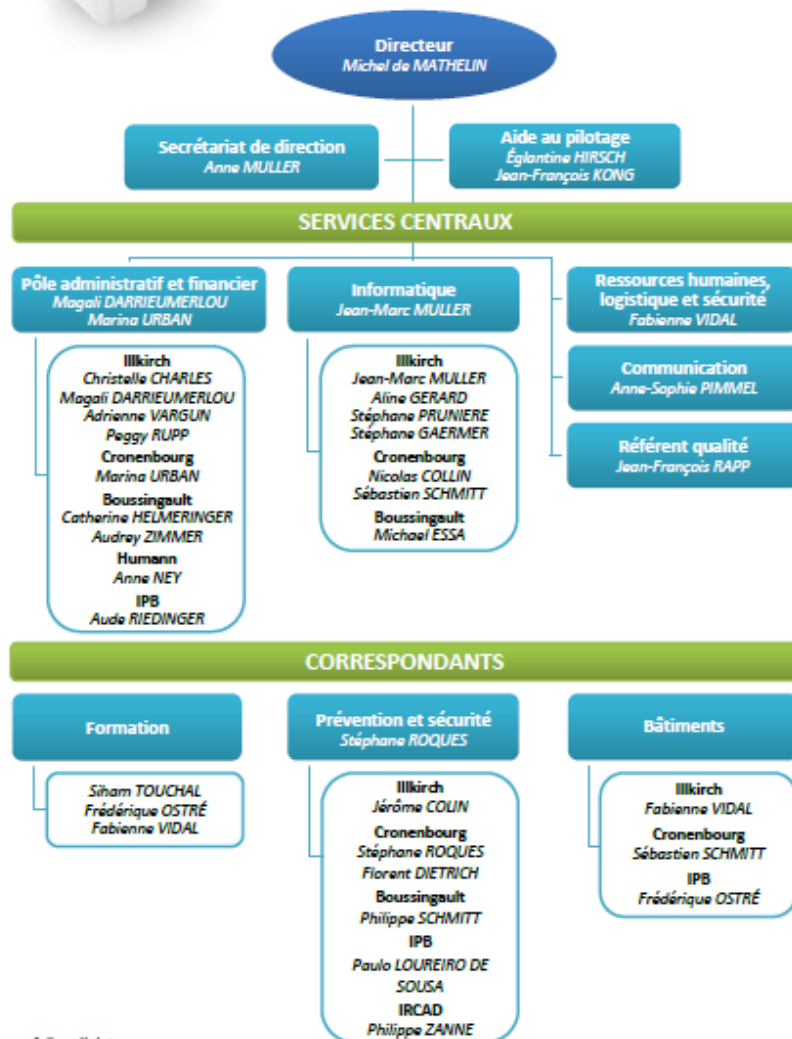 Directeur
Michel de MATHELIN
Secrétariat de direction
Anne MULLER
Aide au pilotage
Églantine HIRSCH
Jean-François KONG
SERVICES CENTRAUX
Pôle administratif et financier
Magali DARRIEUMERLOU
Marina URBAN
Illkirch
Christelle CHARLES
Magali DARRIEUMERLOU
Adrienne VARGUN
Peggy RUPP
Cronenbourg
Marina URBAN
Boussingault
Catherine HELMERINGER
Audrey ZIMMER
Humann
Anne NEY
IPB
Aude RIEDINGER
Informatique
Jean-Marc MULLER
Illkirch
Jean-Marc MULLER
Aline GERARD
Stéphane PRUNIERE
Stéphane GAERMER
Cronenbourg
Nicolas COLLIN
Sébastien SCHMITT
Boussingault
Michael ESSA
Ressources humaines,
logistique et sécurité
Fabienne VIDAL
Communication
Anne-Sophie PIMMEL
Référent qualité
Jean-François RAPP
CORRESPONDANTS
Formation
Siham TOUCHAL
Frédérique OSTRÉ
Fabienne VIDAL
Prévention et sécurité
Stéphane ROQUES
Illkirch
Jérôme COLIN
Cronenbourg
Stéphane ROQUES
Florent DIETRICH
Boussingault
Philippe SCHMITT
IPB
Paulo LOUREIRO DE
SOUSA
IRCAD
Philippe ZANNE
Bâtiments
Illkirch
Fabienne VIDAL
Cronenbourg
Sébastien SCHMITT
IPB
Frédérique OSTRÉ